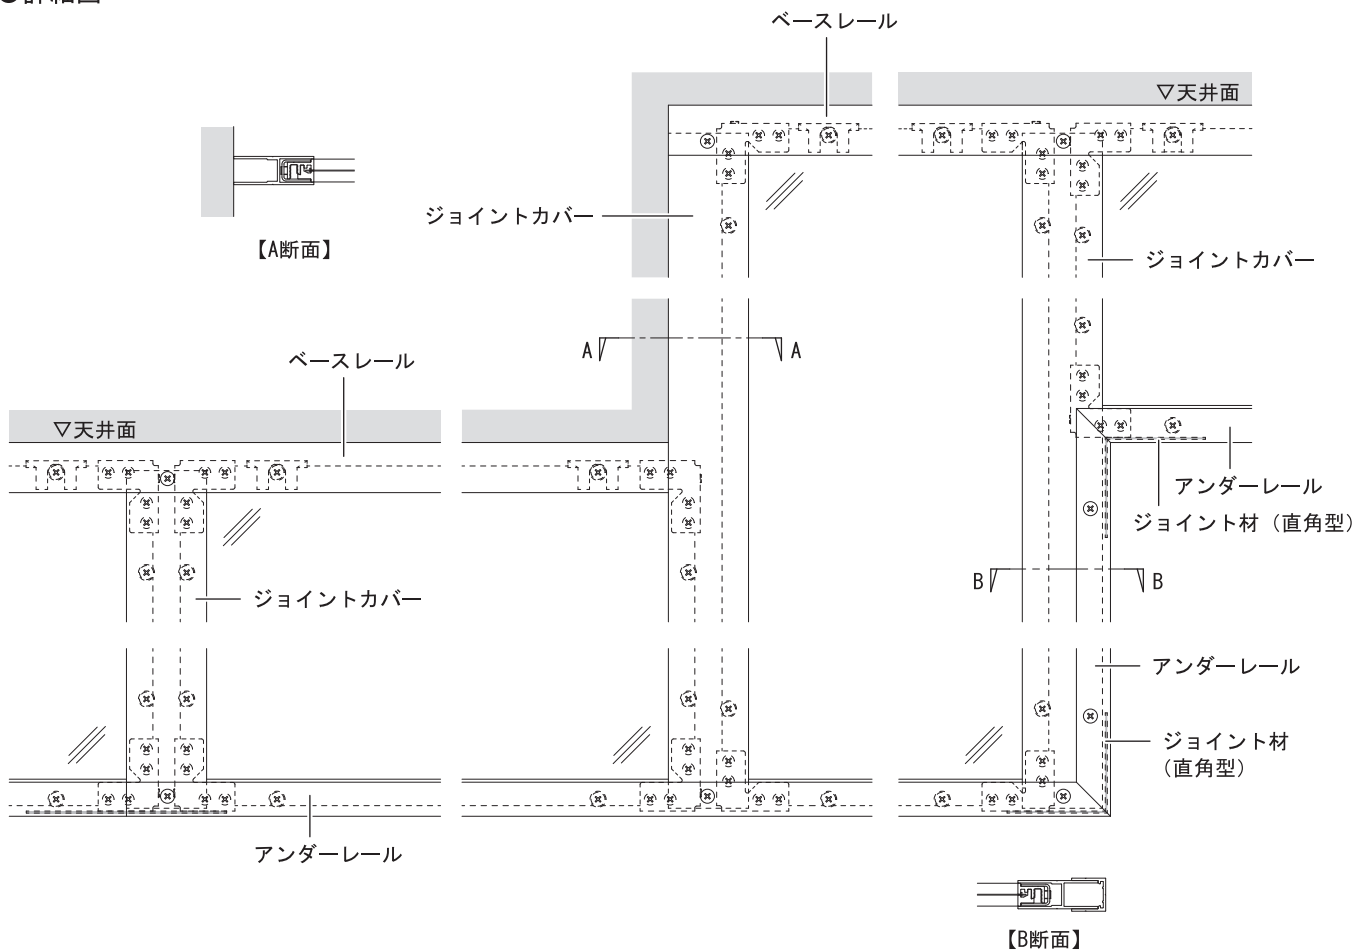 ベースレール
▽天井面
ジョイントカバー
【A断面】
ジョイントカバー
A
A
ベースレール
▽天井面
アンダーレール
ジョイント材（直角型）
B
B
ジョイントカバー
アンダーレール
ジョイント材
（直角型）
アンダーレール
【B断面】